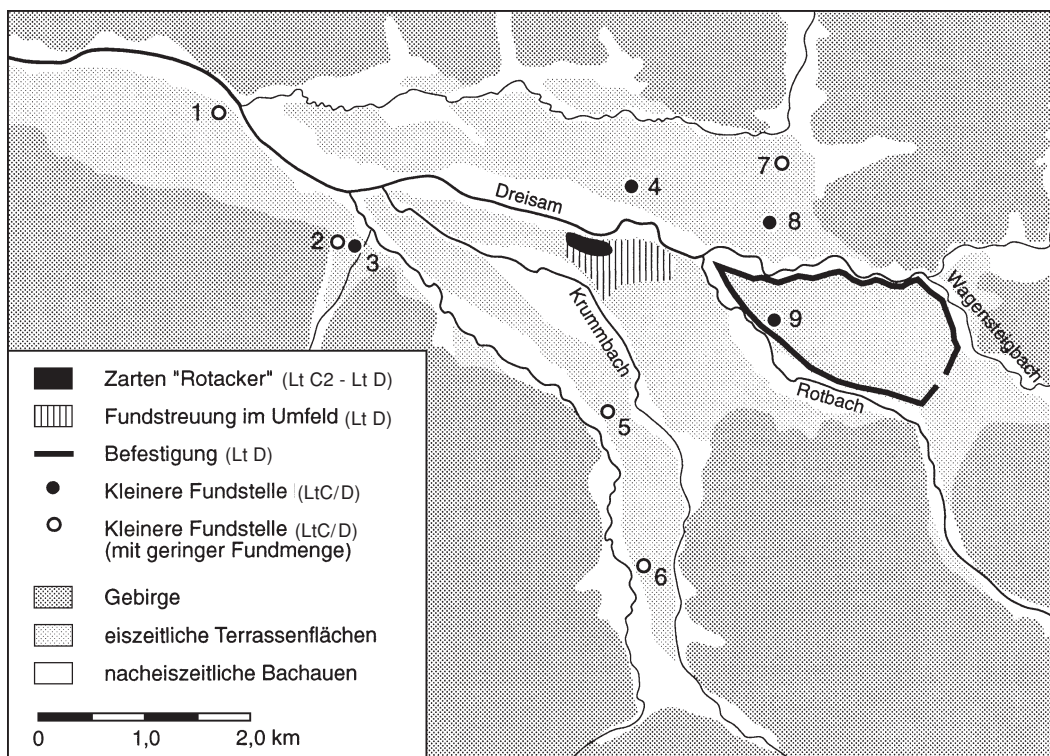 1
7
4
Dreisam
8
2
3
Wagensteigbach
Krummbach
9
Rotbach
5
6
Zarten "Rotacker" (Lt C2 - Lt D)
Fundstreuung im Umfeld (Lt D)
Befestigung (Lt D)
Kleinere Fundstelle (LtC/D)
Kleinere Fundstelle (LtC/D)
(mit geringer Fundmenge)
Gebirge
eiszeitliche Terrassenflächen
nacheiszeitliche Bachauen
0 1,0 2,0 km